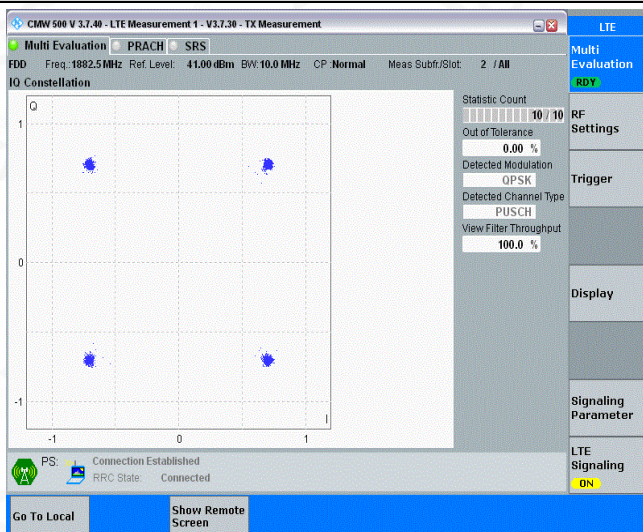 CMW 500 V 3.7.40 - LTE Measurement 1 - V3.7.30 - TX Measurement
LTE
Multi Evaluation PRACH SRS
Multi
Evaluation
RDY
FDD Freq.:1882.5 MHz Ref. Level: 41.00 dBm BW:10.0 MHz CP :Normal Meas Subfr./Slot: 2 / All
IQ Constellation
Q
1
0
-1
-1 0 1
I
Statistic Count
10 / 10
Out of Tolerance
0.00 %
Detected Modulation
QPSK
Detected Channel Type
PUSCH
View Filter Throughput
100.0 %
RF
Settings
Trigger
Display
Signaling
Parameter
LTE
Signaling
ON
PS: Connection Established
RRC State: Connected
Go To Local
Show Remote
Screen